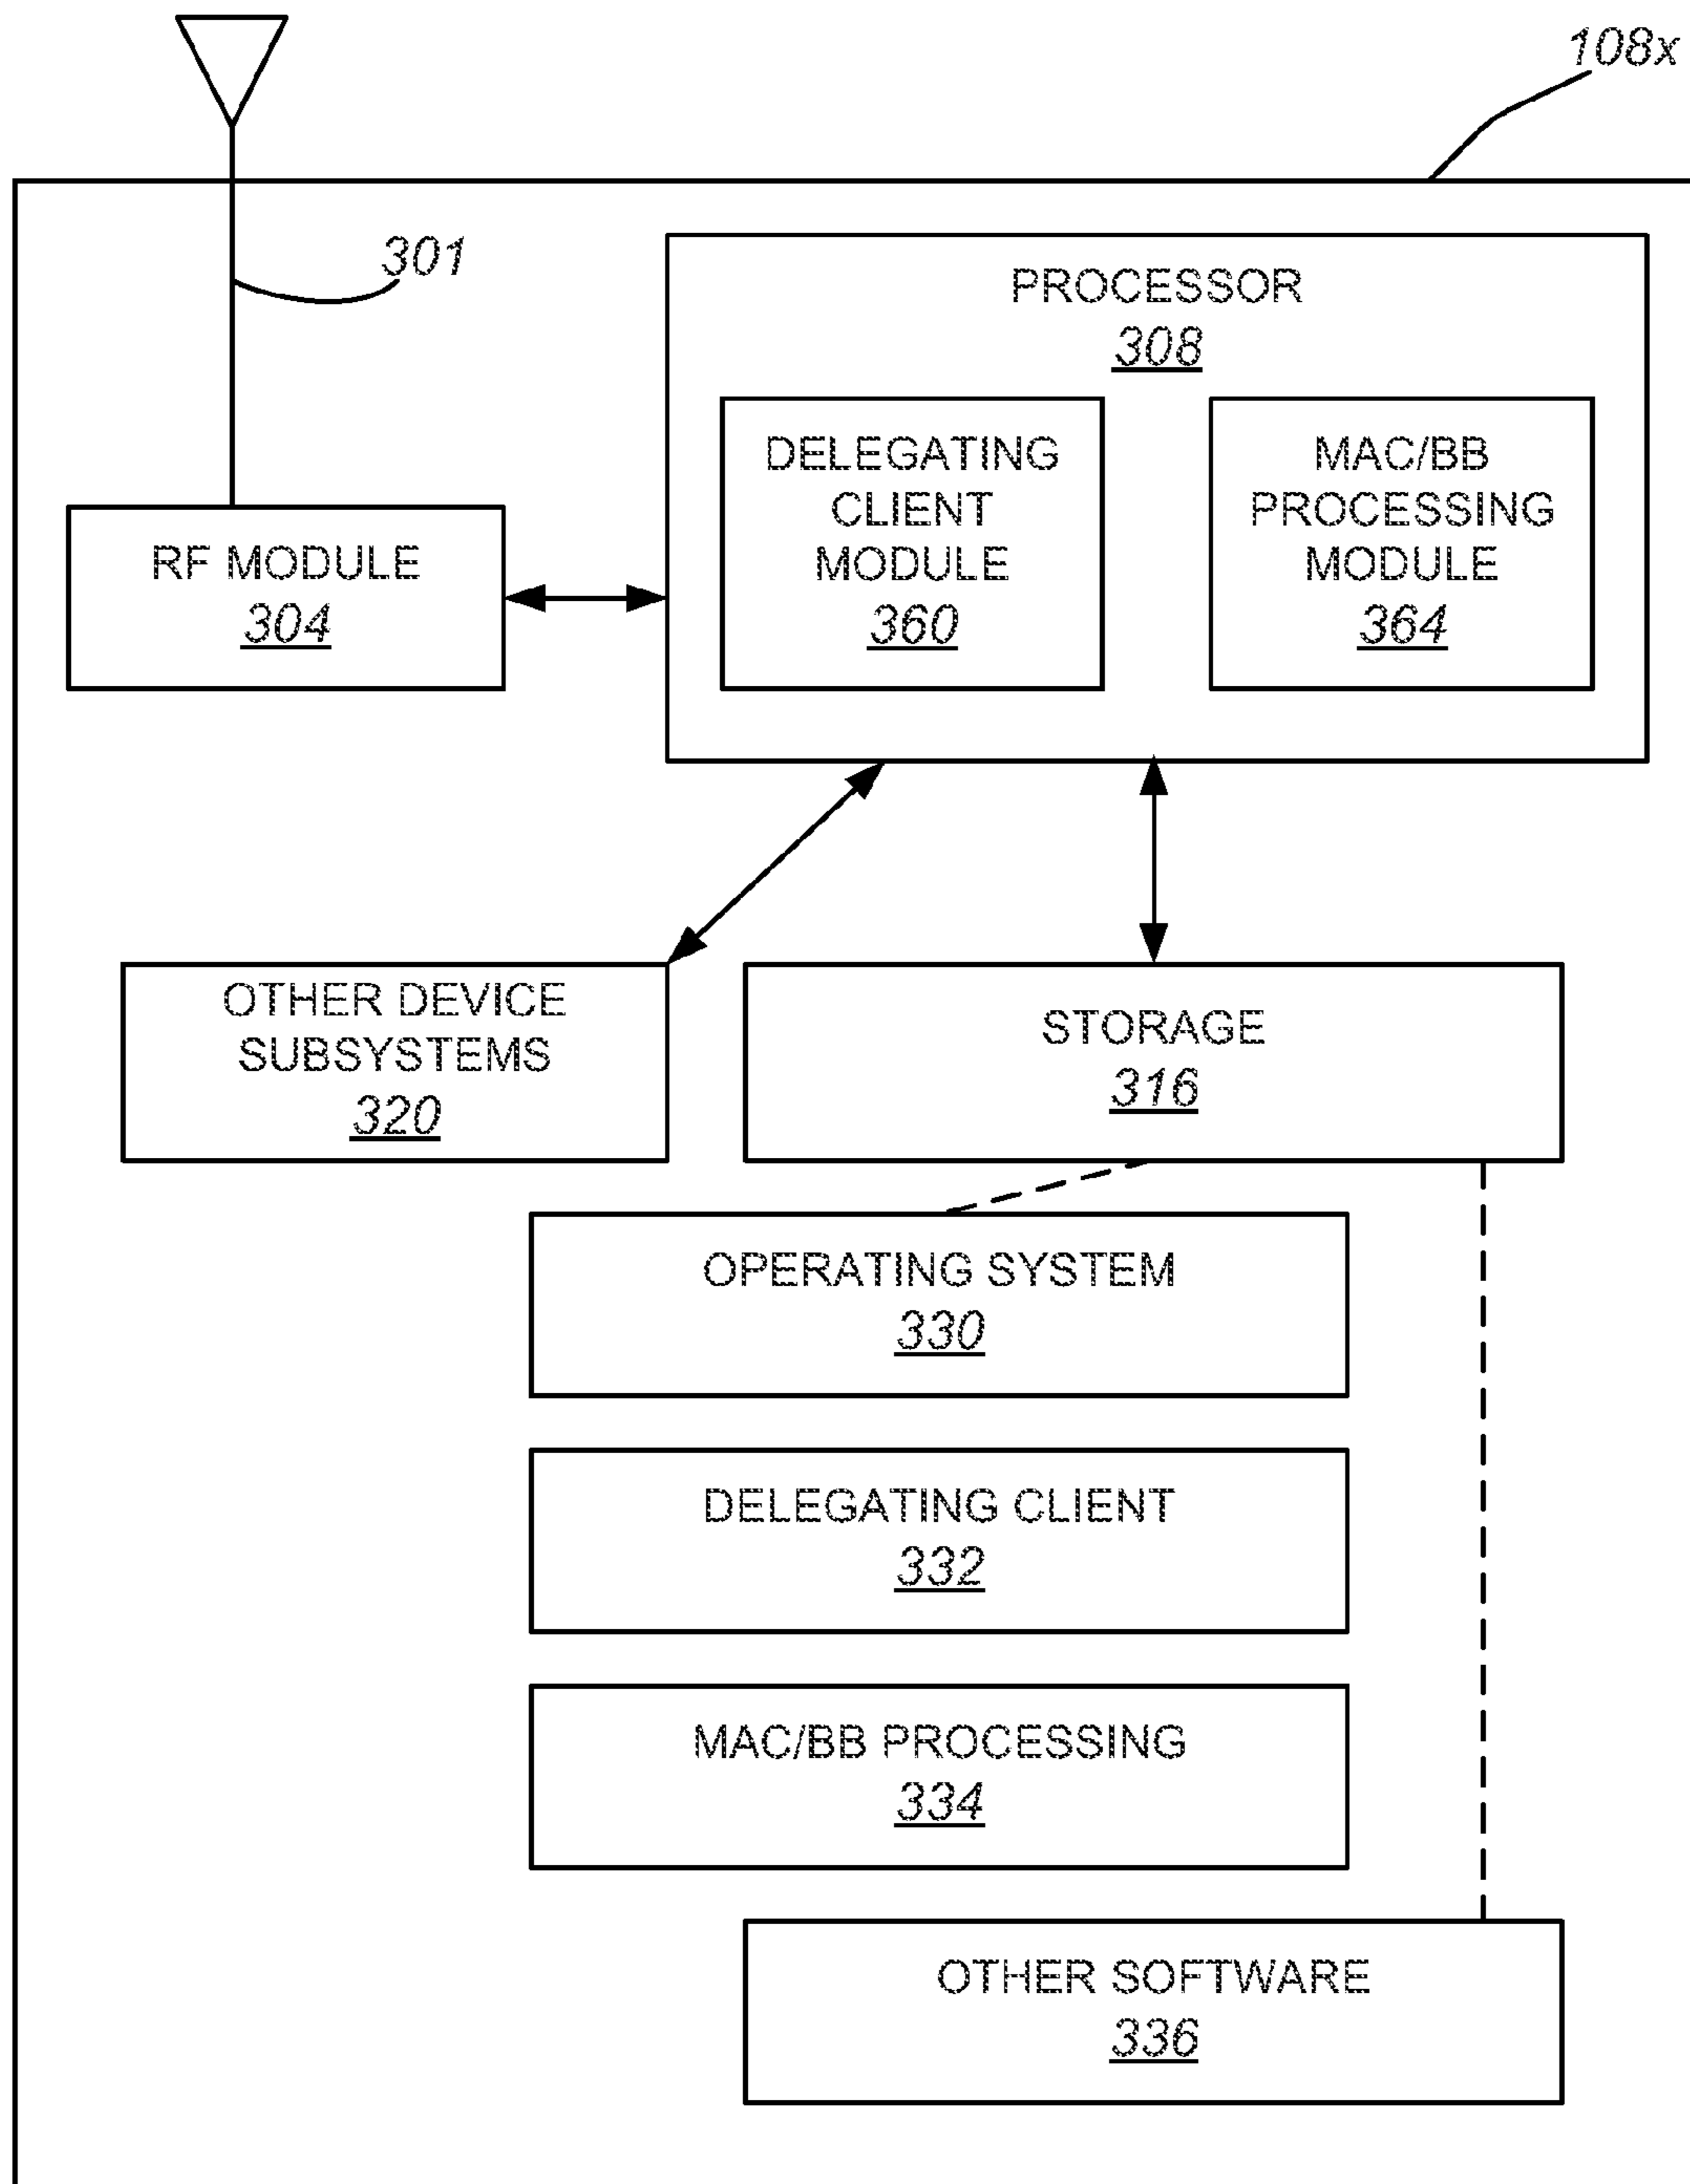 108x
301
PROCESSOR
308
DELEGATING
CLIENT
MODULE
360
MAC/BB
PROCESSING
MODULE
364
RF MODULE
304
OTHER DEVICE
SUBSYSTEMS
320
STORAGE
316
OPERATING SYSTEM
330
DELEGATING CLIENT
332
MAC/BB PROCESSING
334
OTHER SOFTWARE
336